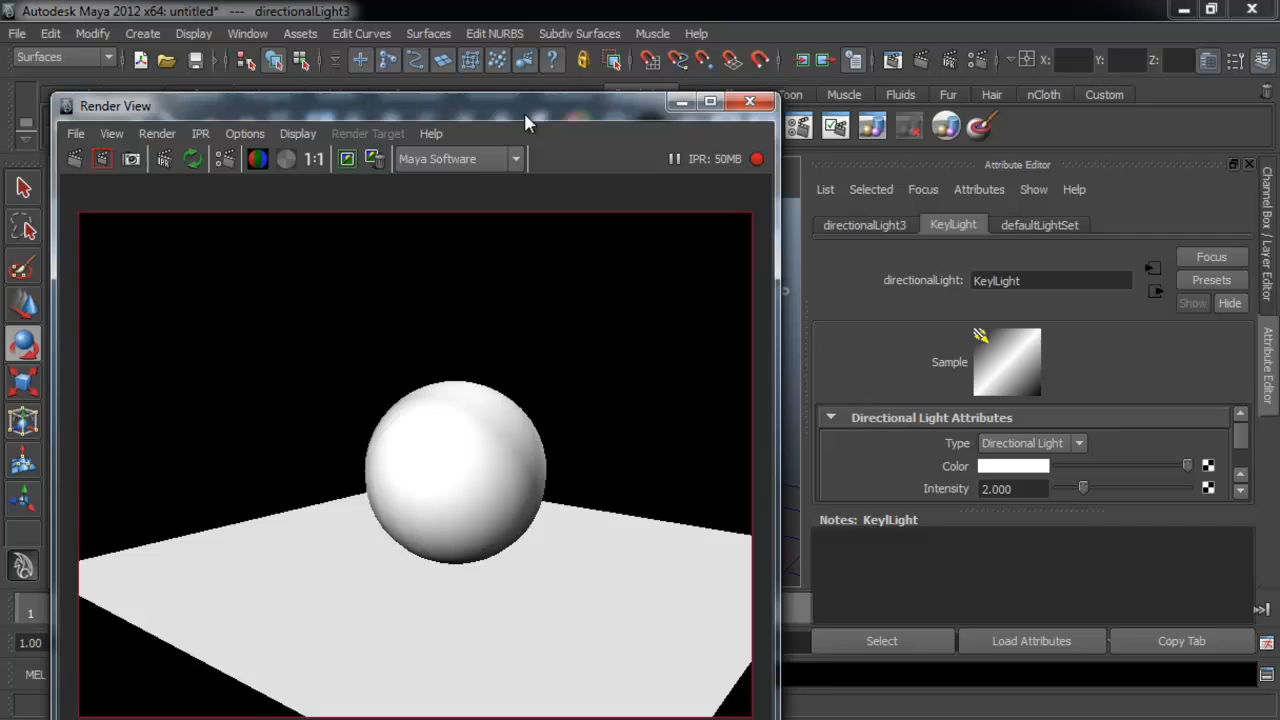 Autodesk Maya 2012 x64: untitled* --- directionalLight3
File Edit Modify Create Display Window Assets Edit Curves Surfaces Edit NURBS Subdiv Surfaces Muscle Help
Surfaces X: Y: Z:
Toon Muscle Fluids Fur Hair nCloth Custom
Render View
File View Render IPR Options Display Render Target Help
1:1 Maya Software IPR: 50MB
Attribute Editor
List Selected Focus Attributes Show Help
directionalLight3 KeylLight defaultLightSet
directionalLight: KeylLight
Focus
Presets
Show Hide
Sample
Directional Light Attributes
Type Directional Light
Color
Intensity 2.000
Notes: KeylLight
Select Load Attributes Copy Tab
Channel Box / Layer Editor
Attribute Editor
1
1.00
MEL